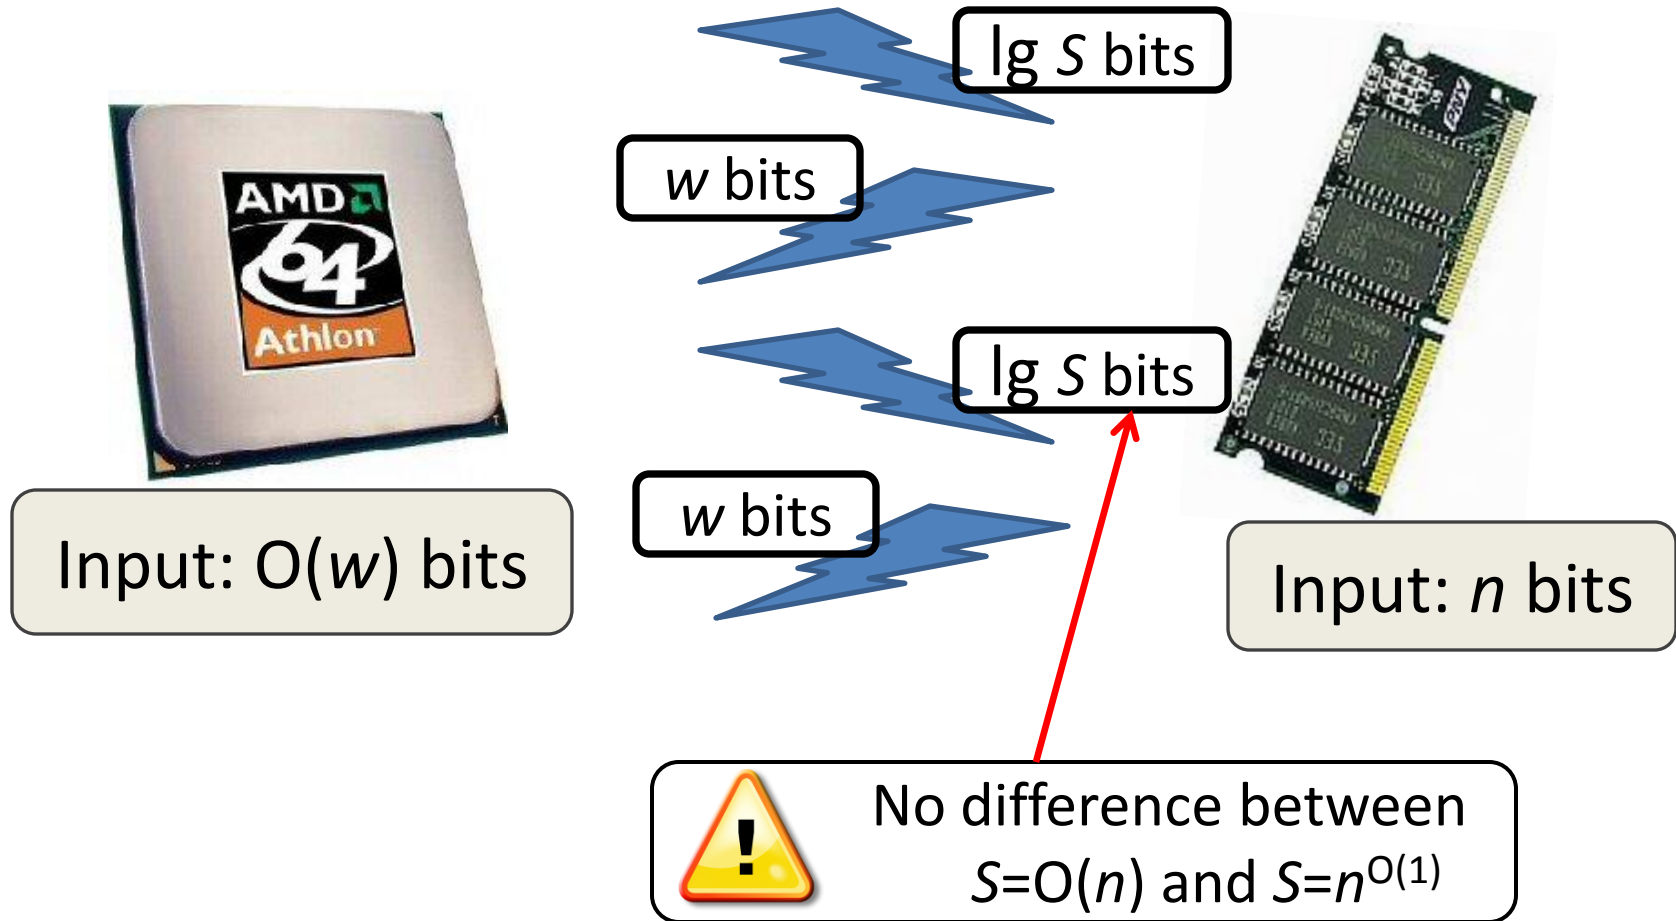 lg S bits
w bits
AMD
64
Athlon
lg S bits
w bits
Input: O(w) bits
Input: n bits
!
No difference between
S=O(n) and S=n^O(1)